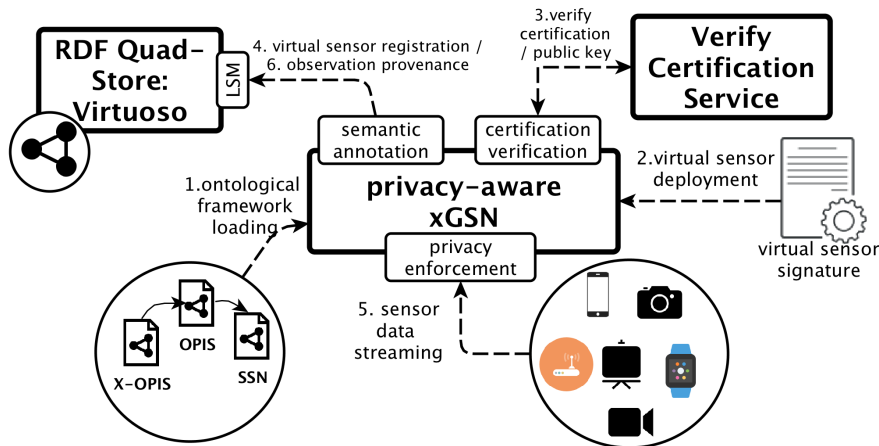 RDF Quad-
Store:
Virtuoso
LSM
4. virtual sensor registration /
6. observation provenance
3.verify
certification
/ public key
Verify
Certification
Service
semantic
annotation
certification
verification
privacy-aware
xGSN
privacy
enforcement
1.ontological
framework
loading
2.virtual sensor
deployment
virtual sensor
signature
5. sensor
data
streaming
X-OPIS
OPIS
SSN